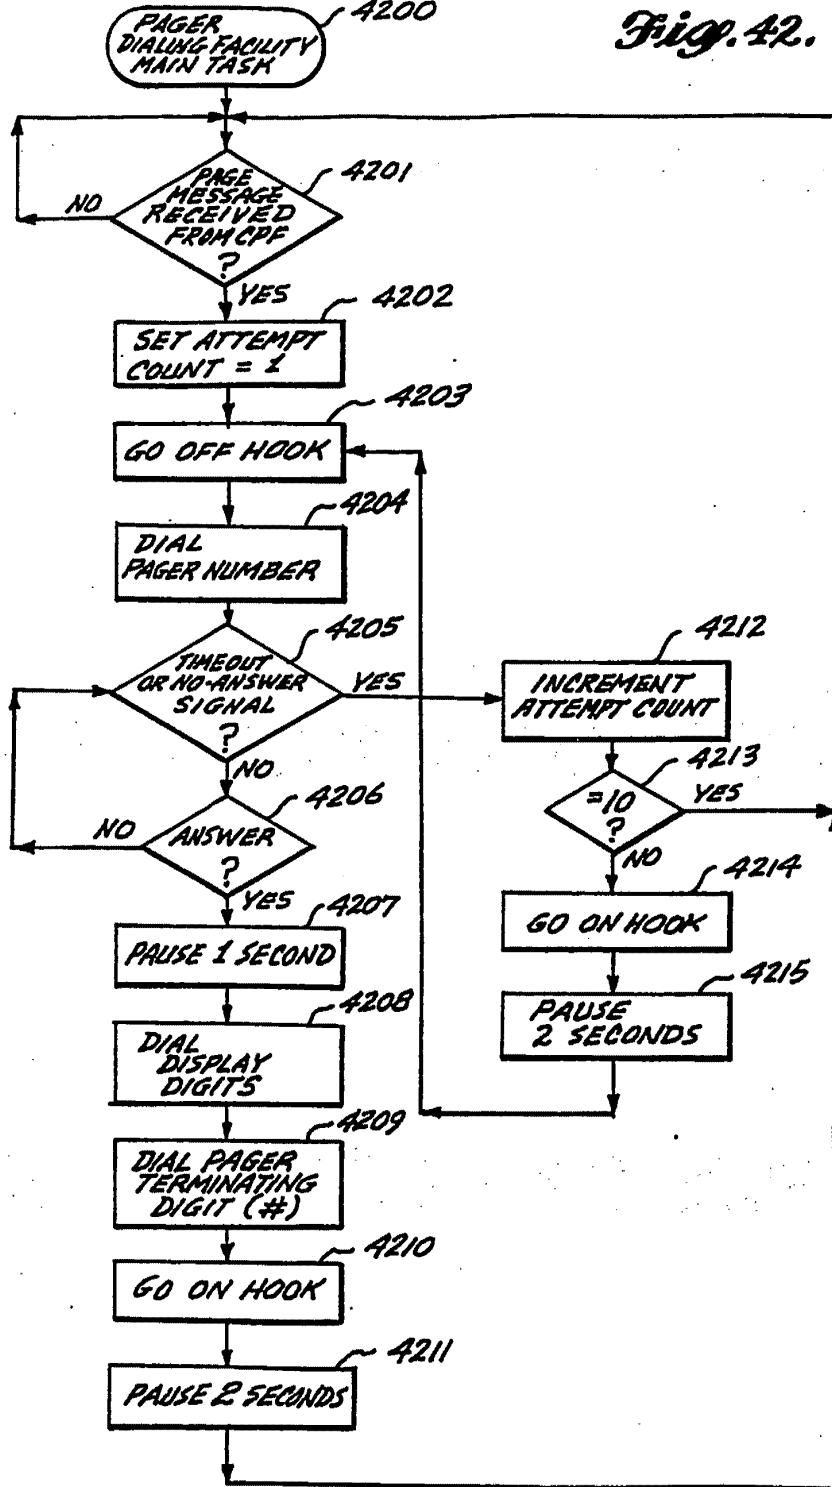 4200
Fig. 42.
PAGER
DIALING FACILITY
MAIN TASK
4201
PAGE
MESSAGE
RECEIVED
FROM CPF
?
NO
YES
4202
SET ATTEMPT
COUNT = 1
4203
GO OFF HOOK
4204
DIAL
PAGER NUMBER
4205
TIMEOUT
OR NO-ANSWER
SIGNAL
?
YES
NO
4206
ANSWER
?
NO
YES
4207
PAUSE 1 SECOND
4208
DIAL
DISPLAY
DIGITS
4209
DIAL PAGER
TERMINATING
DIGIT (#)
4210
GO ON HOOK
4211
PAUSE 2 SECONDS
4212
INCREMENT
ATTEMPT COUNT
4213
=10
?
YES
NO
4214
GO ON HOOK
4215
PAUSE
2 SECONDS